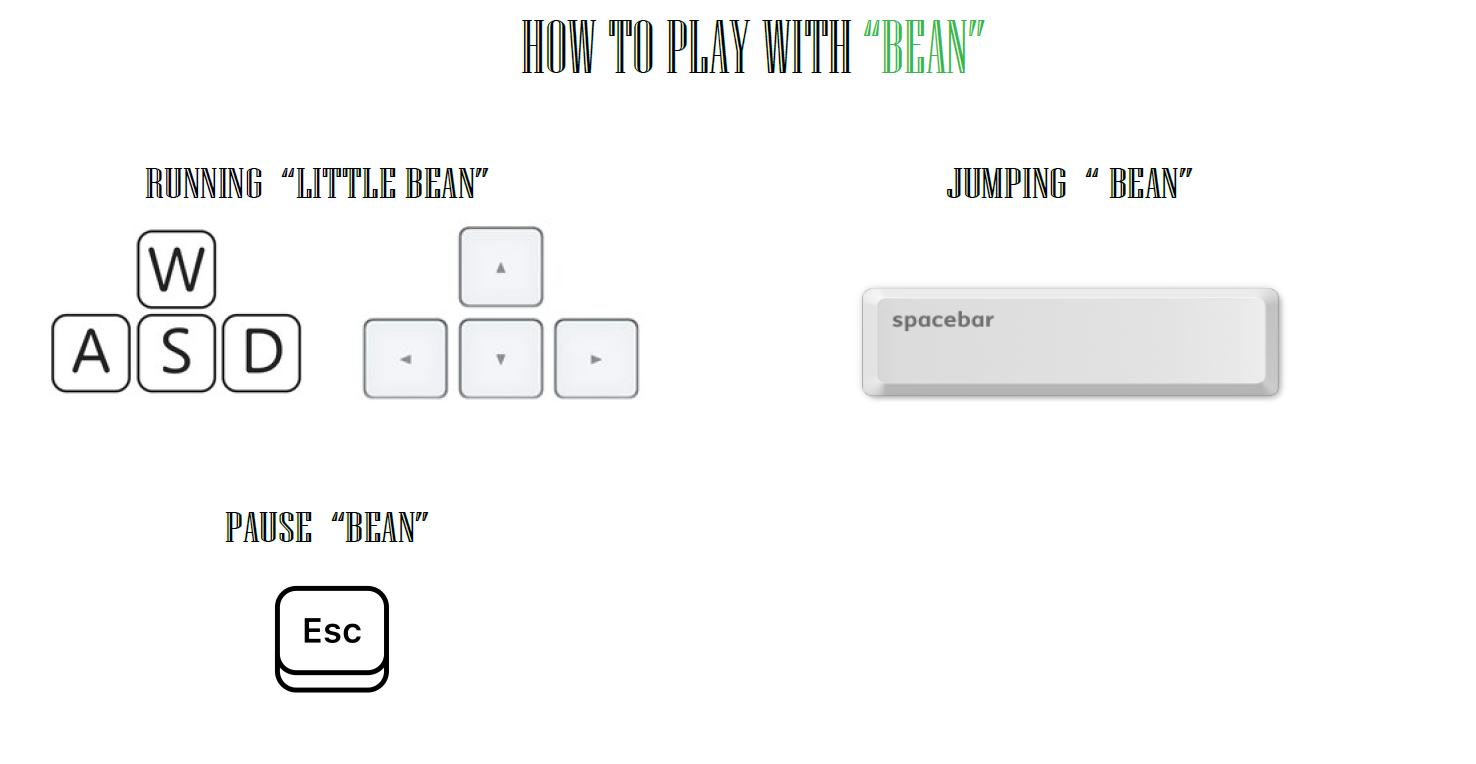 HOW TO PLAY WITH “BEAN”
RUNNING “LITTLE BEAN”
JUMPING “ BEAN”
W
A S D
spacebar
PAUSE “BEAN”
Esc